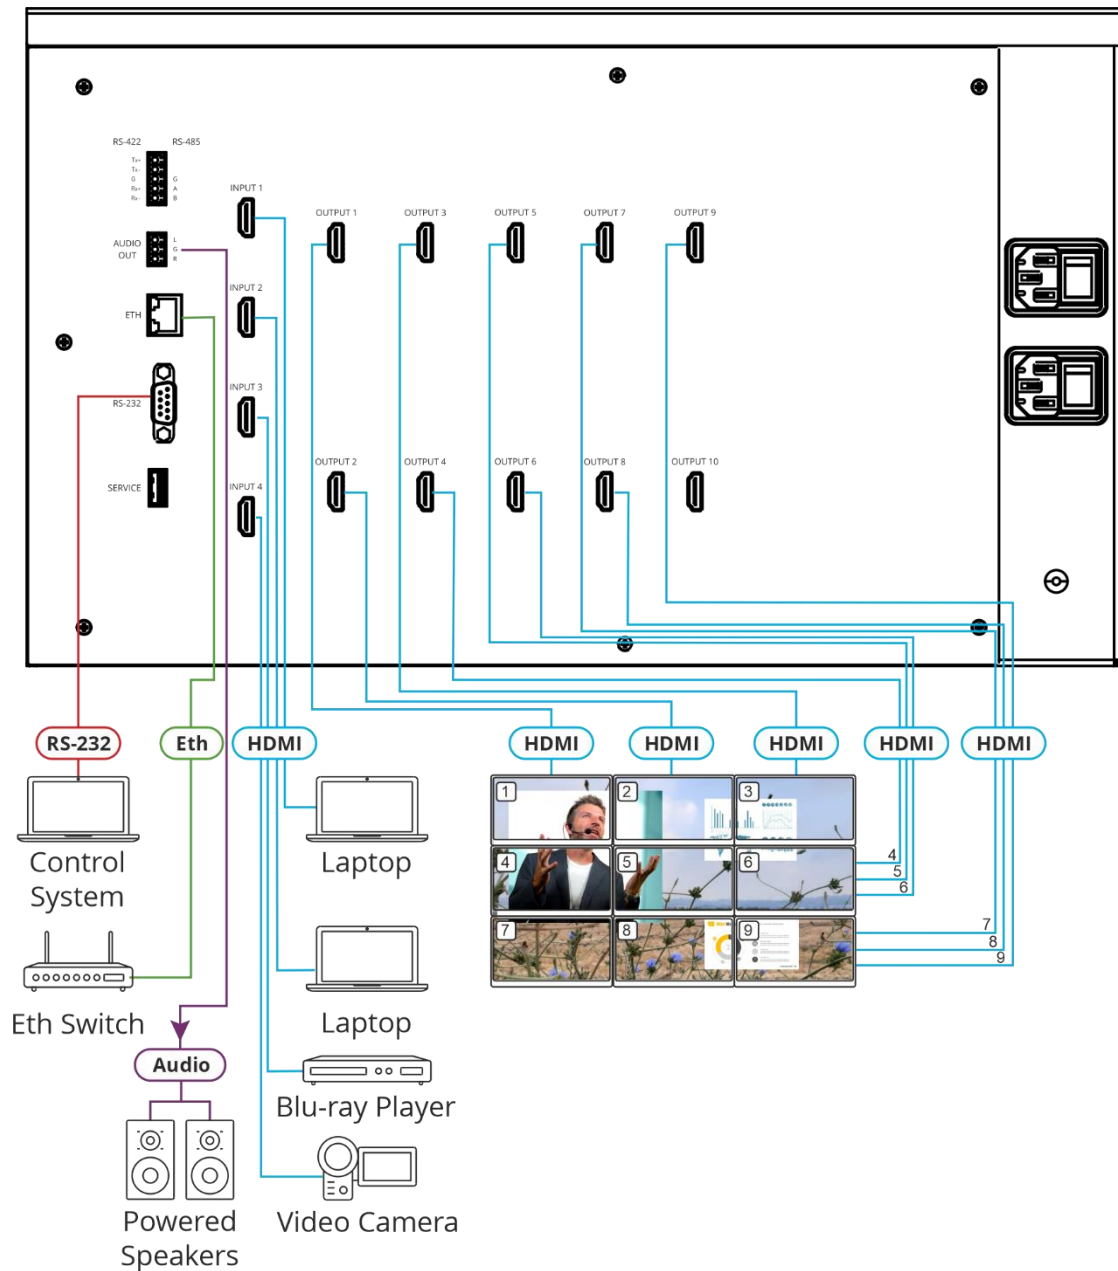 RS-422 RS-485
Tx+
Tx-
G G
Rx+ A
Rx- B
INPUT 1
OUTPUT 1 OUTPUT 3 OUTPUT 5 OUTPUT 7 OUTPUT 9
AUDIO OUT
L
G
R
INPUT 2
ETH
INPUT 3
RS-232
OUTPUT 2 OUTPUT 4 OUTPUT 6 OUTPUT 8 OUTPUT 10
SERVICE
INPUT 4
RS-232 Eth HDMI HDMI HDMI HDMI HDMI HDMI
1 2 3
4 5 6
7 8 9
4
5
6
7
8
9
Control
System
Laptop
Eth Switch
Laptop
Audio
Blu-ray Player
Powered
Speakers
Video Camera